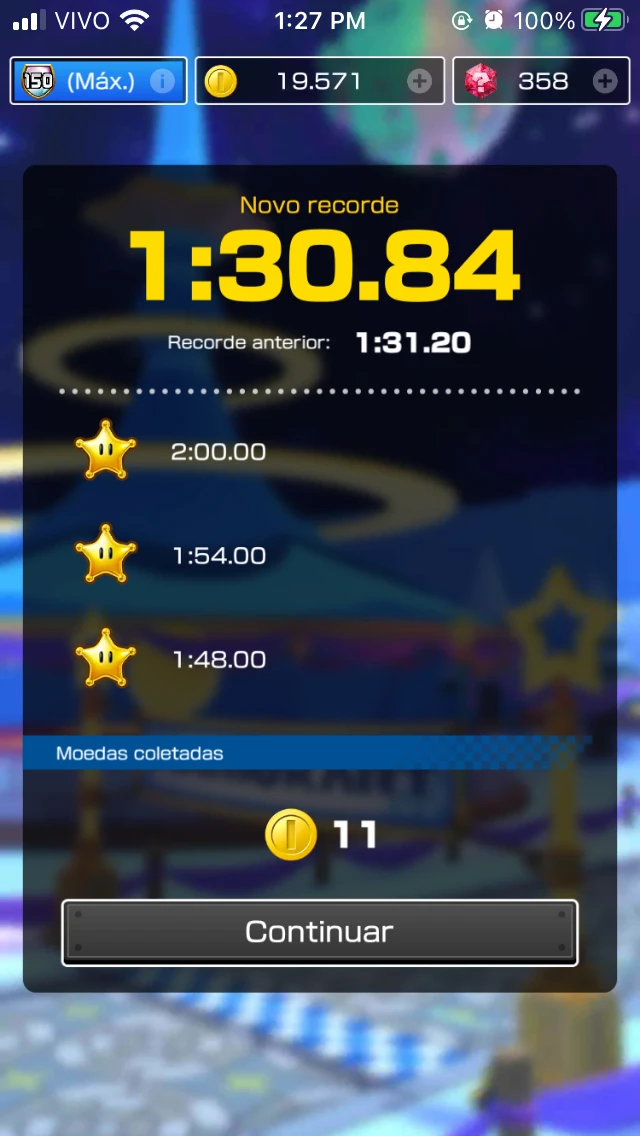 VIVO 1:27 PM 100%
150 (Máx.) i 19.571 + 358 +
Novo recorde
1:30.84
Recorde anterior: 1:31.20
2:00.00
1:54.00
1:48.00
Moedas coletadas
11
Continuar